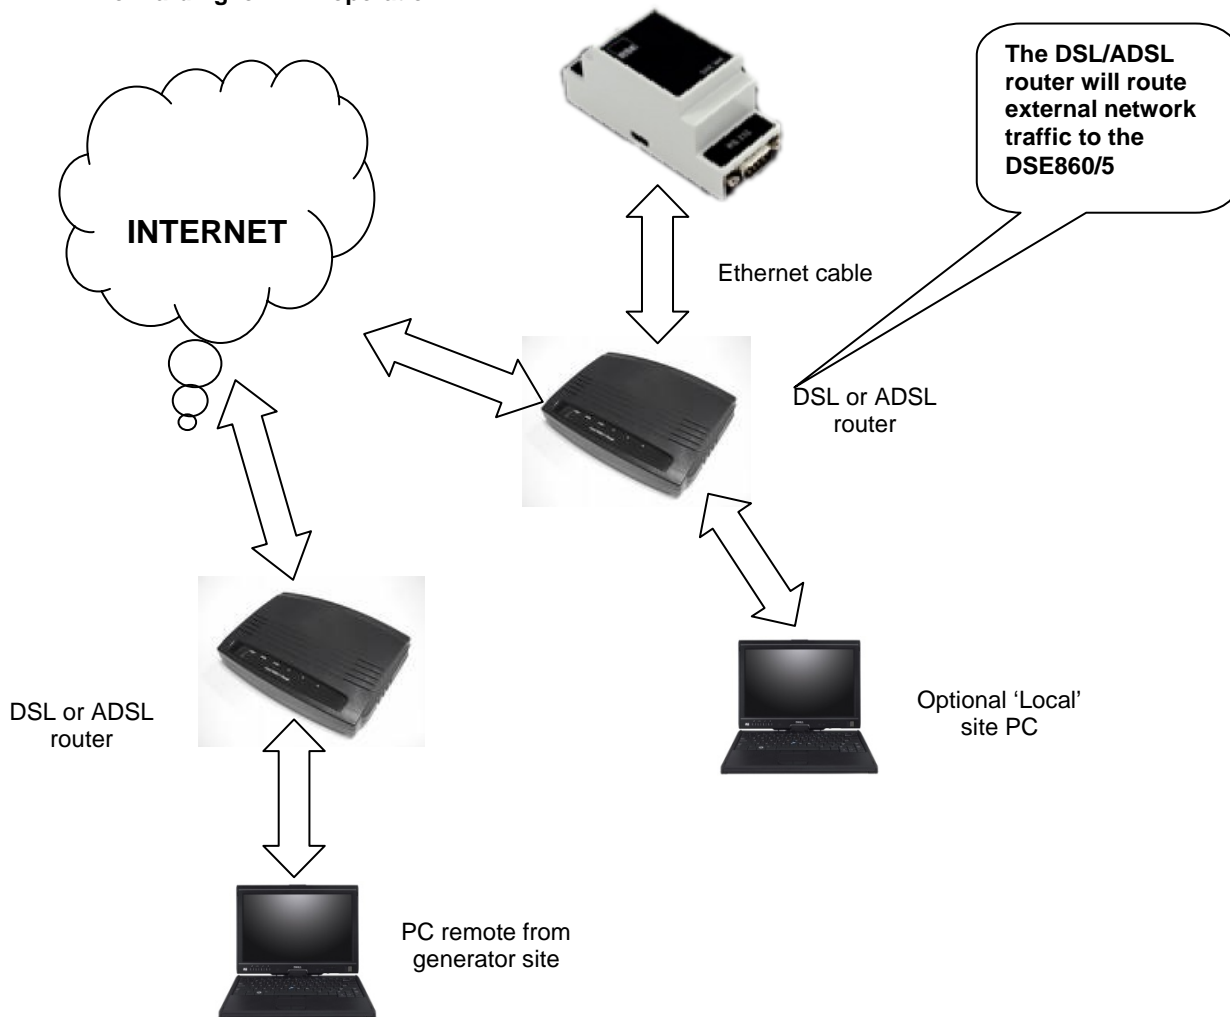 The DSL/ADSL
router will route
external network
traffic to the
DSE860/5
INTERNET
Ethernet cable
DSL or ADSL
router
DSL or ADSL
router
Optional ‘Local’
site PC
PC remote from
generator site